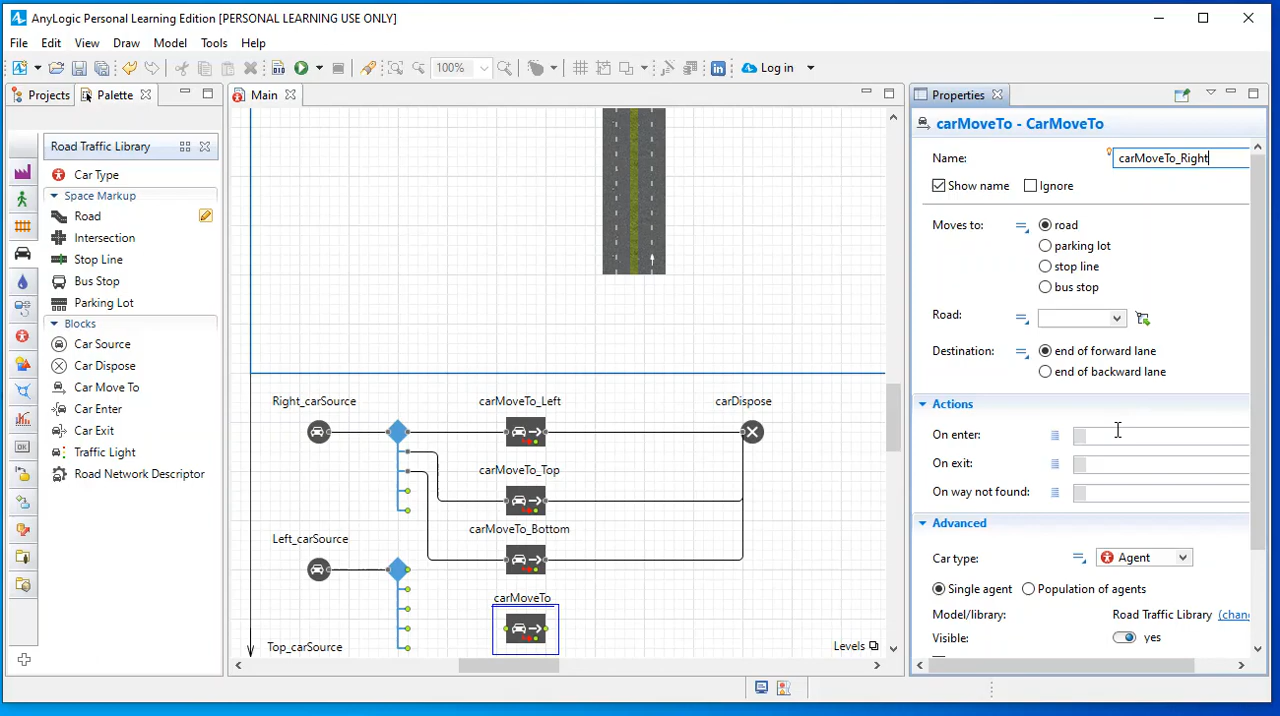 AnyLogic Personal Learning Edition [PERSONAL LEARNING USE ONLY]
File Edit View Draw Model Tools Help
100% Log in
Projects Palette Main Properties
Road Traffic Library
Car Type
Space Markup
Road
Intersection
Stop Line
Bus Stop
Parking Lot
Blocks
Car Source
Car Dispose
Car Move To
Car Enter
Car Exit
Traffic Light
Road Network Descriptor
Right_carSource carMoveTo_Left carDispose
carMoveTo_Top
carMoveTo_Bottom
Left_carSource
carMoveTo
Top_carSource
Levels
carMoveTo - CarMoveTo
Name: carMoveTo_Right
Show name Ignore
Moves to: road
parking lot
stop line
bus stop
Road:
Destination: end of forward lane
end of backward lane
Actions
On enter:
On exit:
On way not found:
Advanced
Car type: Agent
Single agent Population of agents
Model/library: Road Traffic Library (chan
Visible: yes